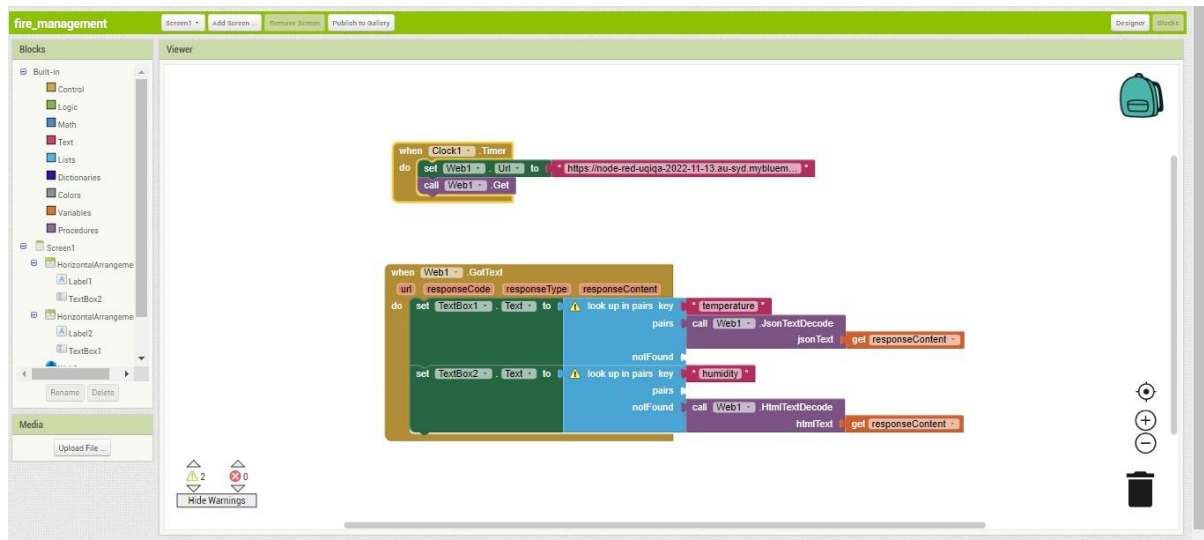 fire_management Screen1 Add Screen ... Remove Screen Publish to Gallery Designer Blocks
Blocks
Built-in
Control
Logic
Math
Text
Lists
Dictionaries
Colors
Variables
Procedures
Screen1
HorizontalArrangeme
Label1
TextBox2
HorizontalArrangeme
Label2
TextBox1
Rename Delete
Media
Upload File ...
Viewer
when Clock1 .Timer
do set Web1 . Url to " https://node-red-uqiqa-2022-11-13.au-syd.mybluem... "
call Web1 .Get
when Web1 .GotText
url responseCode responseType responseContent
do set TextBox1 . Text to look up in pairs key " temperature "
pairs call Web1 .JsonTextDecode
jsonText get responseContent
notFound
set TextBox2 . Text to look up in pairs key " humidity "
pairs
notFound call Web1 .HtmlTextDecode
htmlText get responseContent
2 0
Hide Warnings